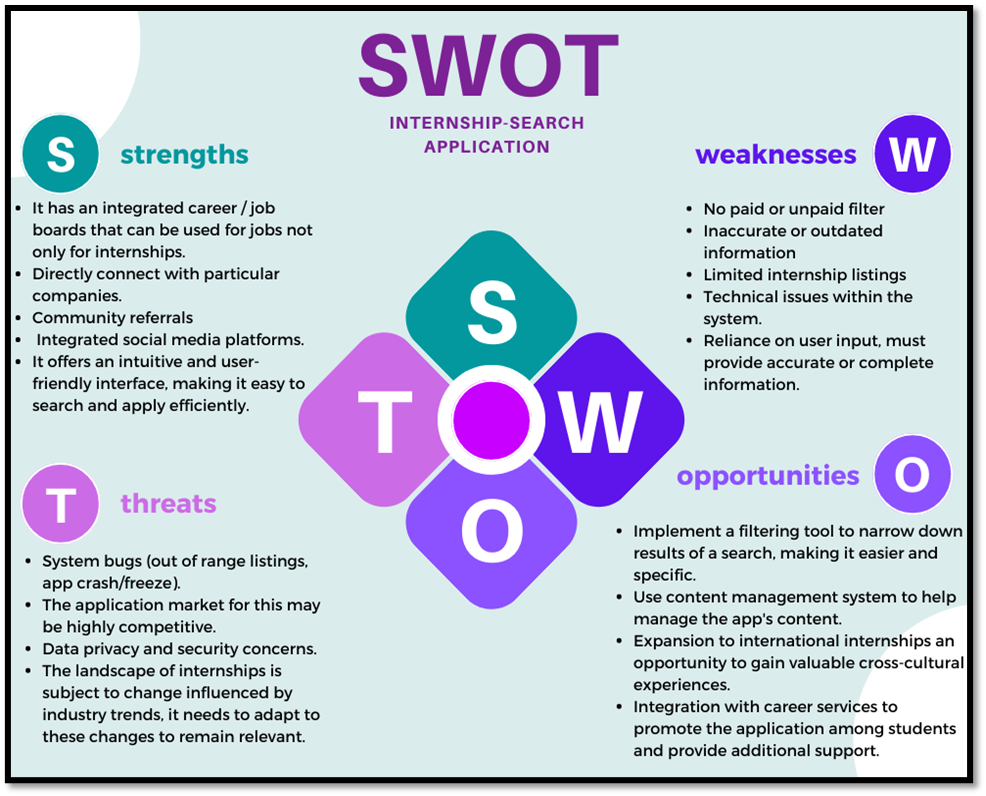 SWOT
INTERNSHIP-SEARCH
APPLICATION
S
strengths
• It has an integrated career / job
boards that can be used for jobs not
only for internships.
• Directly connect with particular
companies.
• Community referrals
• Integrated social media platforms.
• It offers an intuitive and user-
friendly interface, making it easy to
search and apply efficiently.
weaknesses
W
• No paid or unpaid filter
• Inaccurate or outdated
information
• Limited internship listings
• Technical issues within the
system.
• Reliance on user input, must
provide accurate or complete
information.
S
T
W
O
T
threats
• System bugs (out of range listings,
app crash/freeze).
• The application market for this may
be highly competitive.
• Data privacy and security concerns.
• The landscape of internships is
subject to change influenced by
industry trends, it needs to adapt to
these changes to remain relevant.
opportunities
O
• Implement a filtering tool to narrow down
results of a search, making it easier and
specific.
• Use content management system to help
manage the app's content.
• Expansion to international internships an
opportunity to gain valuable cross-cultural
experiences.
• Integration with career services to
promote the application among students
and provide additional support.